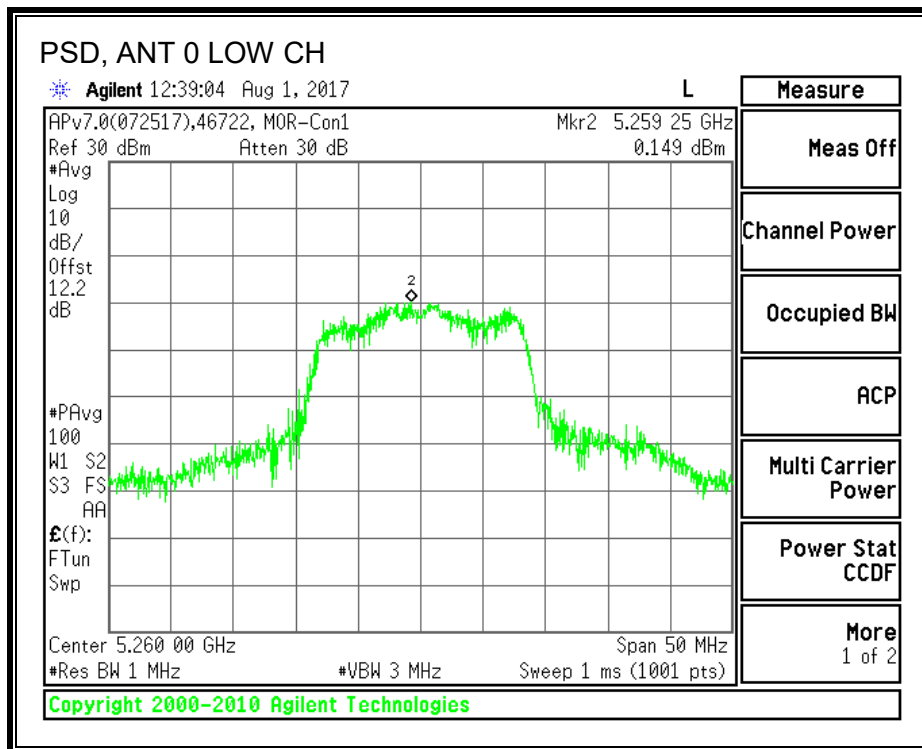 PSD, ANT 0 LOW CH
Agilent 12:39:04 Aug 1, 2017 L
APv7.0(072517),46722, MOR-Con1 Mkr2 5.259 25 GHz
Ref 30 dBm Atten 30 dB 0.149 dBm
#Avg
Log
10
dB/
Offst
12.2
dB
2
#PAvg
100
W1 S2
S3 FS
AA
£(f):
FTun
Swp
Center 5.260 00 GHz Span 50 MHz
#Res BW 1 MHz #VBW 3 MHz Sweep 1 ms (1001 pts)
Copyright 2000-2010 Agilent Technologies
Measure
Meas Off
Channel Power
Occupied BW
ACP
Multi Carrier
Power
Power Stat
CCDF
More
1 of 2